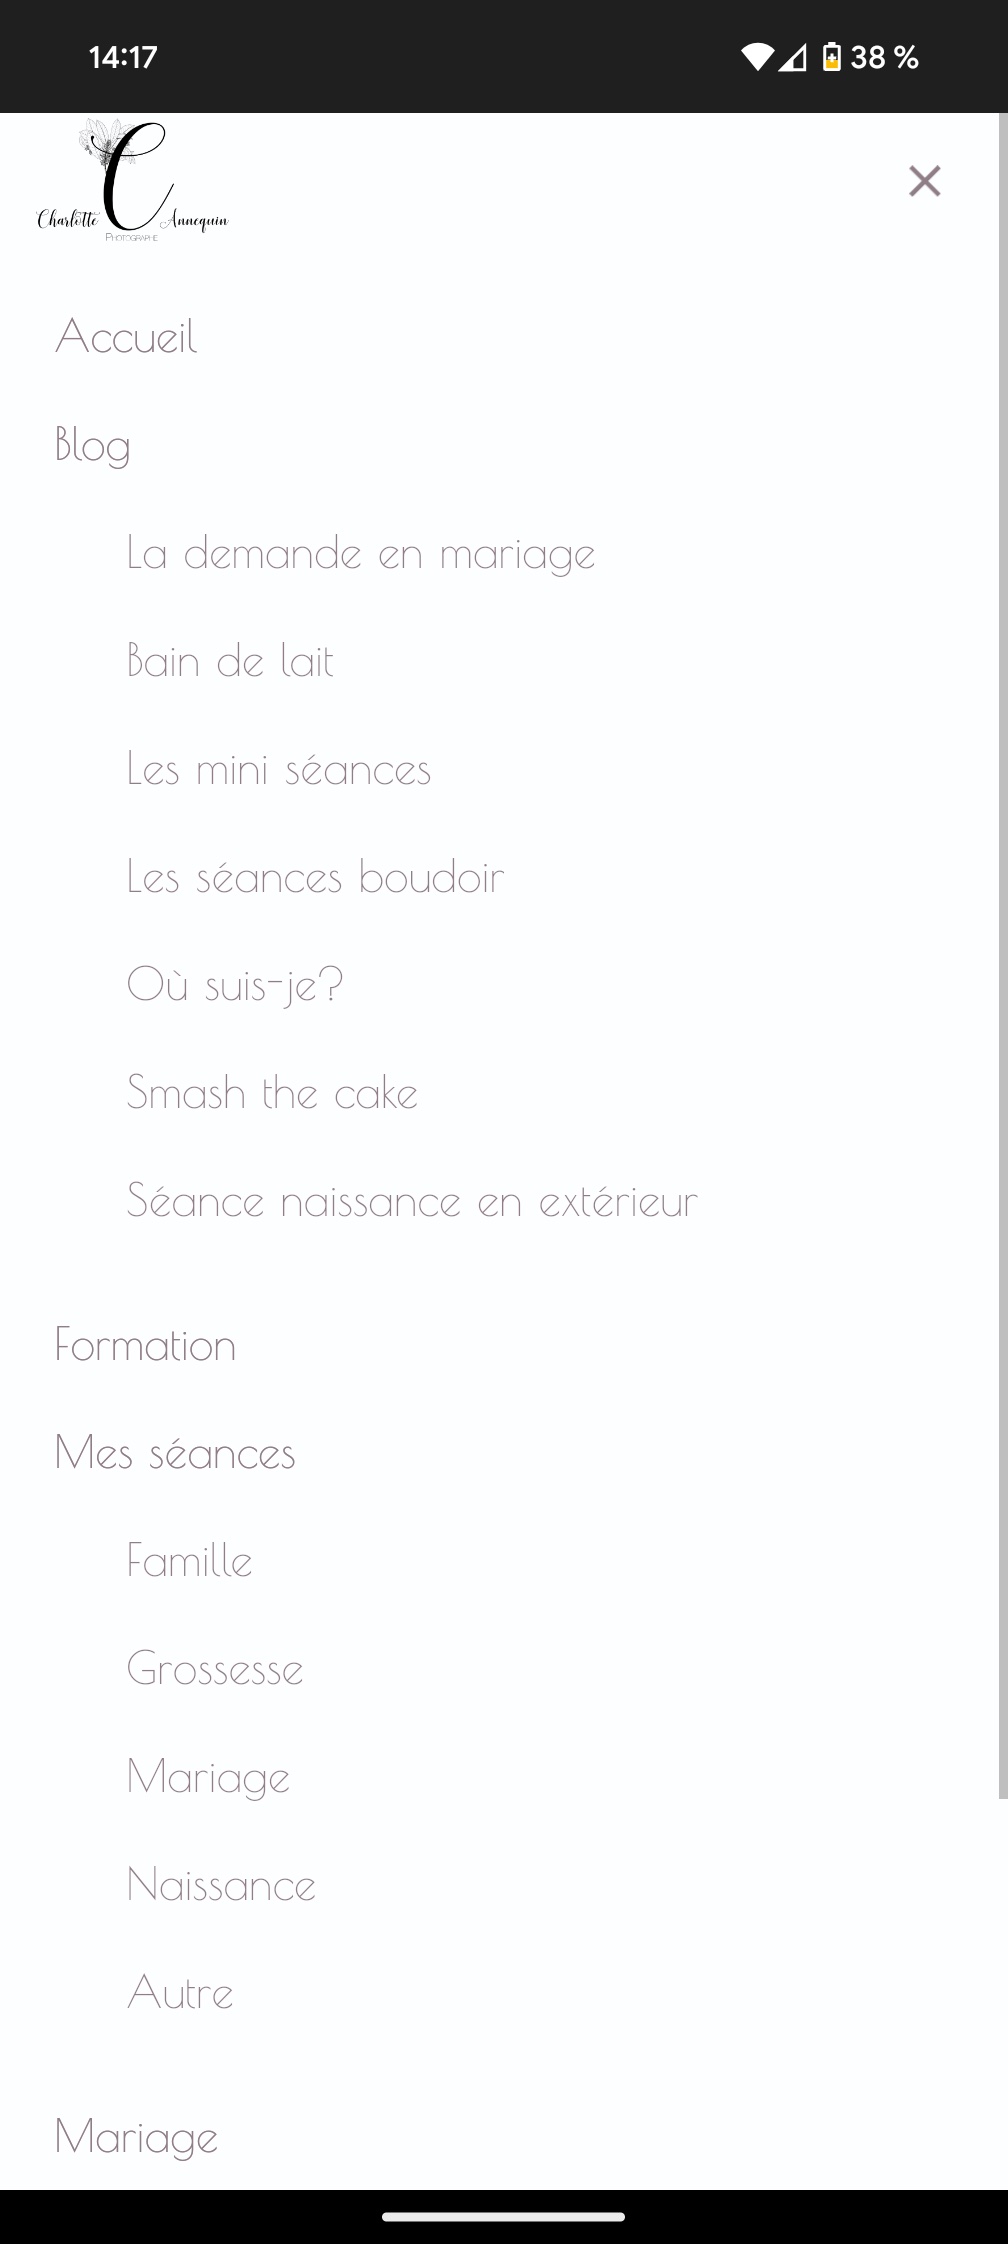 14:17 38 %
C
Charlotte Annequin
PHOTOGRAPHE
Accueil
Blog
La demande en mariage
Bain de lait
Les mini séances
Les séances boudoir
Où suis-je?
Smash the cake
Séance naissance en extérieur
Formation
Mes séances
Famille
Grossesse
Mariage
Naissance
Autre
Mariage